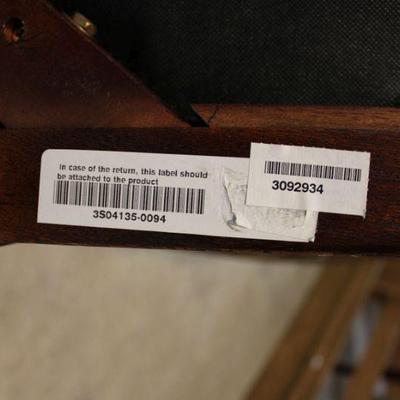 In case of the return, this label should
be attached to the product
3S04135-0094
3092934